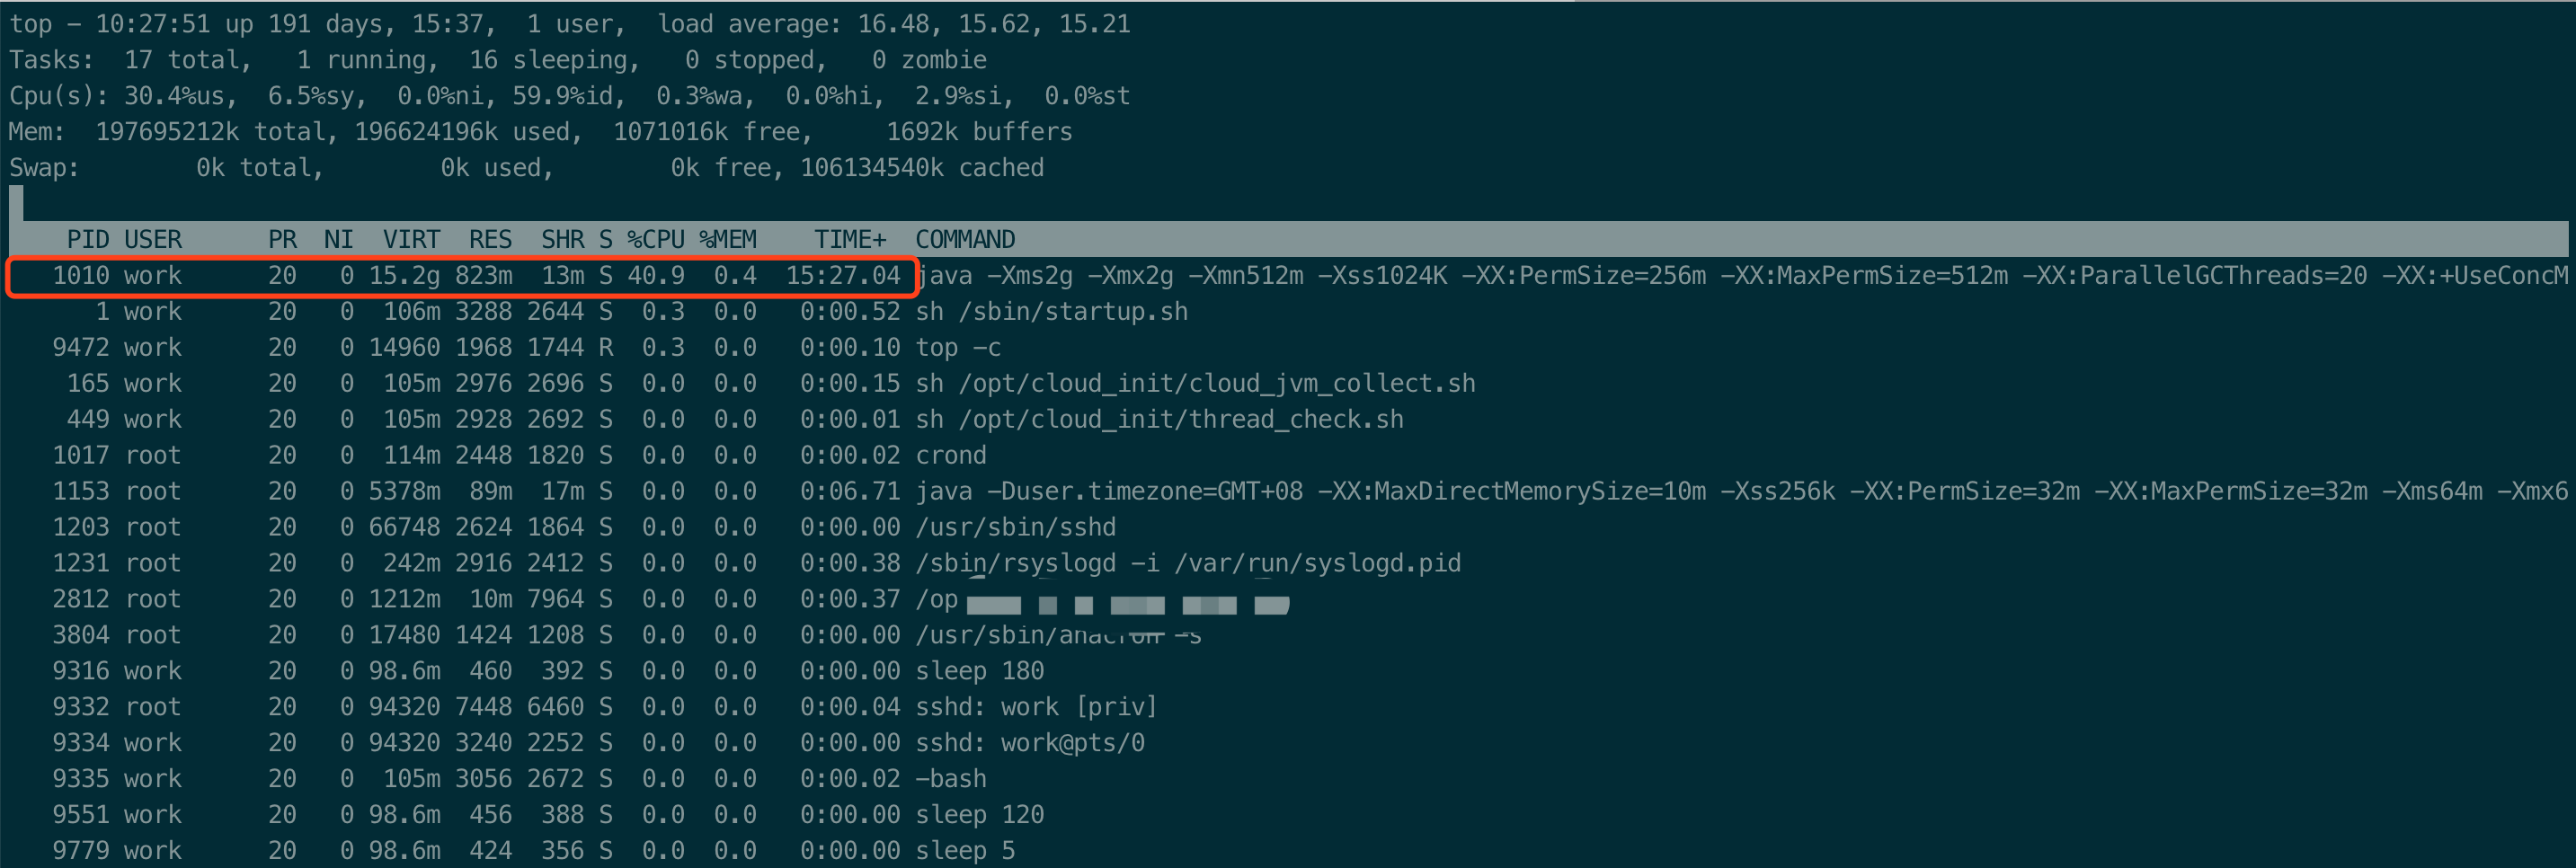 top - 10:27:51 up 191 days, 15:37,  1 user,  load average: 16.48, 15.62, 15.21
Tasks:  17 total,   1 running,  16 sleeping,   0 stopped,   0 zombie
Cpu(s): 30.4%us,  6.5%sy,  0.0%ni, 59.9%id,  0.3%wa,  0.0%hi,  2.9%si,  0.0%st
Mem:  197695212k total, 196624196k used,  1071016k free,     1692k buffers
Swap:        0k total,        0k used,        0k free, 106134540k cached
PID USER      PR  NI  VIRT  RES  SHR S %CPU %MEM    TIME+  COMMAND
1010 work      20   0 15.2g 823m  13m S 40.9  0.4  15:27.04 java -Xms2g -Xmx2g -Xmn512m -Xss1024K -XX:PermSize=256m -XX:MaxPermSize=512m -XX:ParallelGCThreads=20 -XX:+UseConcM
1 work      20   0  106m 3288 2644 S  0.3  0.0   0:00.52 sh /sbin/startup.sh
9472 work      20   0 14960 1968 1744 R  0.3  0.0   0:00.10 top -c
165 work      20   0  105m 2976 2696 S  0.0  0.0   0:00.15 sh /opt/cloud_init/cloud_jvm_collect.sh
449 work      20   0  105m 2928 2692 S  0.0  0.0   0:00.01 sh /opt/cloud_init/thread_check.sh
1017 root      20   0  114m 2448 1820 S  0.0  0.0   0:00.02 crond
1153 root      20   0 5378m  89m  17m S  0.0  0.0   0:06.71 java -Duser.timezone=GMT+08 -XX:MaxDirectMemorySize=10m -Xss256k -XX:PermSize=32m -XX:MaxPermSize=32m -Xms64m -Xmx6
1203 root      20   0 66748 2624 1864 S  0.0  0.0   0:00.00 /usr/sbin/sshd
1231 root      20   0  242m 2916 2412 S  0.0  0.0   0:00.38 /sbin/rsyslogd -i /var/run/syslogd.pid
2812 root      20   0 1212m  10m 7964 S  0.0  0.0   0:00.37 /op
3804 root      20   0 17480 1424 1208 S  0.0  0.0   0:00.00 /usr/sbin/anacron -s
9316 work      20   0 98.6m  460  392 S  0.0  0.0   0:00.00 sleep 180
9332 root      20   0 94320 7448 6460 S  0.0  0.0   0:00.04 sshd: work [priv]
9334 work      20   0 94320 3240 2252 S  0.0  0.0   0:00.00 sshd: work@pts/0
9335 work      20   0  105m 3056 2672 S  0.0  0.0   0:00.02 -bash
9551 work      20   0 98.6m  456  388 S  0.0  0.0   0:00.00 sleep 120
9779 work      20   0 98.6m  424  356 S  0.0  0.0   0:00.00 sleep 5